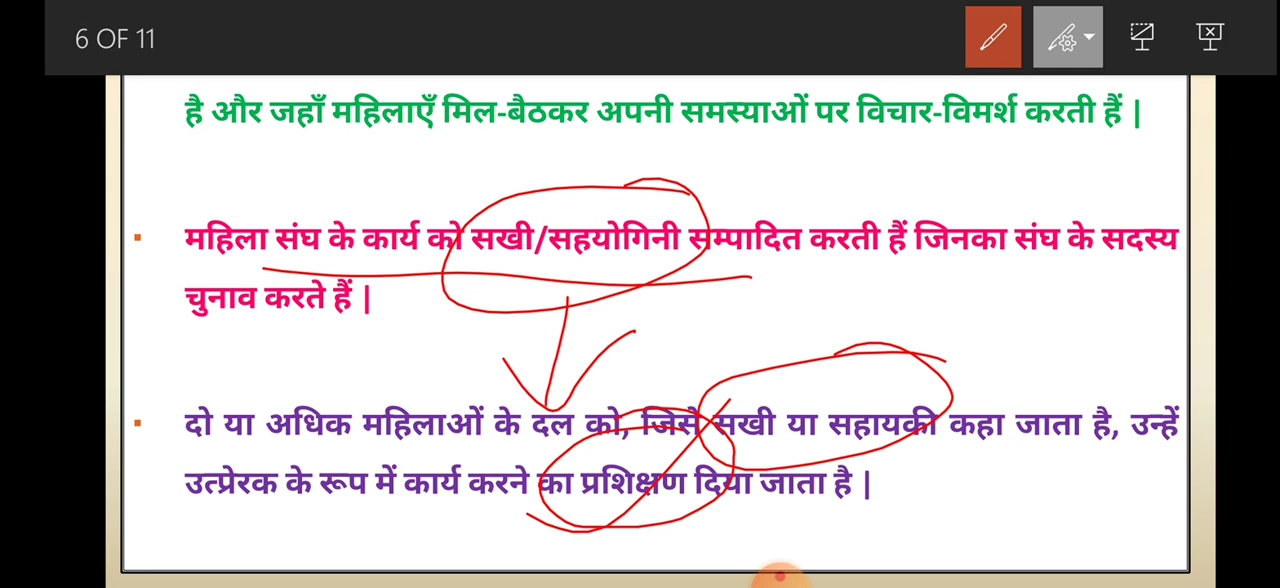 6 OF 11
है और जहाँ महिलाएँ मिल-बैठकर अपनी समस्याओं पर विचार-विमर्श करती हैं |
▪ महिला संघ के कार्य को सखी/सहयोगिनी सम्पादित करती हैं जिनका संघ के सदस्य
चुनाव करते हैं |
▪ दो या अधिक महिलाओं के दल को, जिसे सखी या सहायकी कहा जाता है, उन्हें
उत्प्रेरक के रूप में कार्य करने का प्रशिक्षण दिया जाता है |